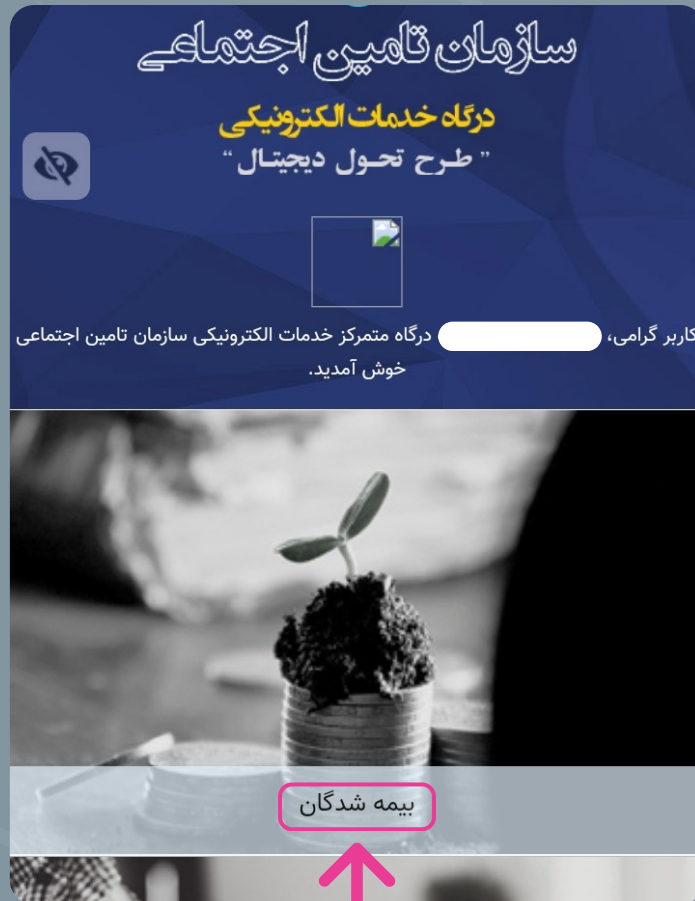 سازمان تامین اجتماعی
درگاه خدمات الکترونیکی
” طرح تحول دیجیتال “
کاربر گرامی، درگاه متمرکز خدمات الکترونیکی سازمان تامین اجتماعی
خوش آمدید.
بیمه شدگان